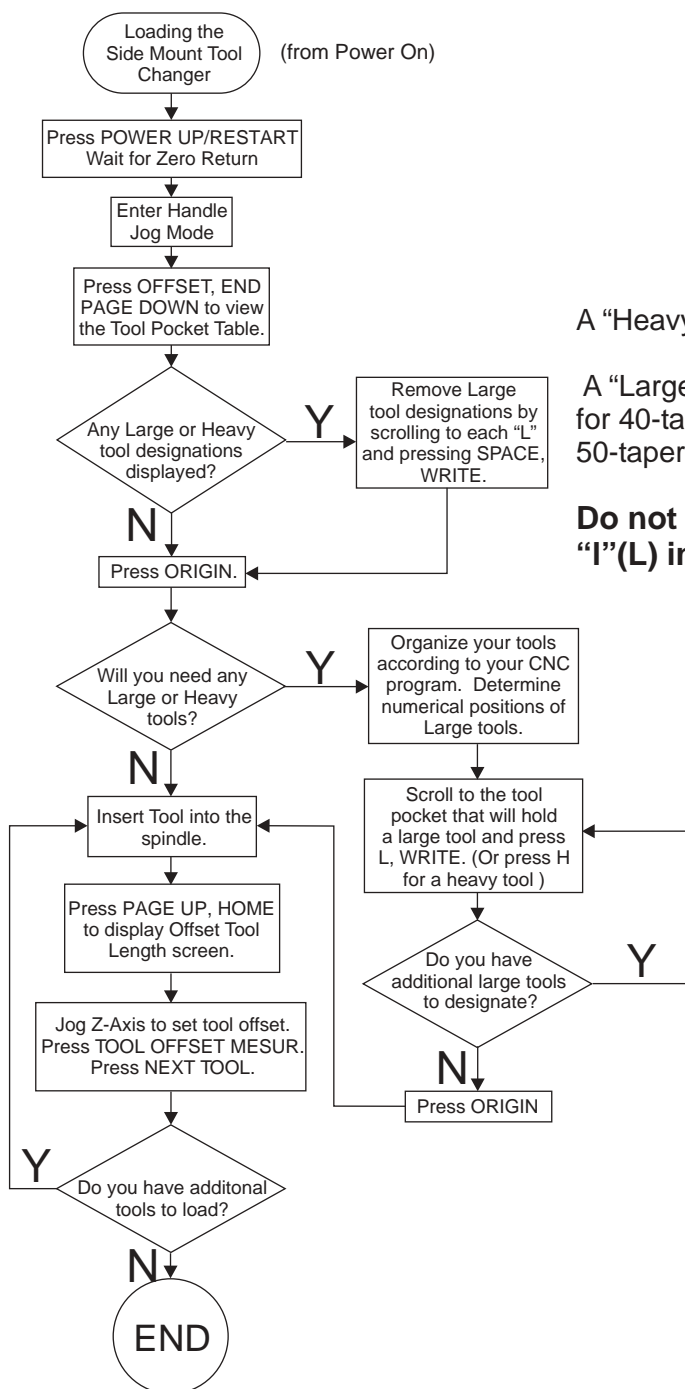 Loading the
Side Mount Tool
Changer
(from Power On)
Press POWER UP/RESTART
Wait for Zero Return
Enter Handle
Jog Mode
Press OFFSET, END
PAGE DOWN to view
the Tool Pocket Table.
A “Heavy
Any Large or Heavy
tool designations
displayed?
Y
N
Remove Large
tool designations by
scrolling to each “L”
and pressing SPACE,
WRITE.
A “Large
for 40-ta
50-taper
Do not
“l”(L) in
Press ORIGIN.
Will you need any
Large or Heavy
tools?
Y
N
Organize your tools
according to your CNC
program. Determine
numerical positions of
Large tools.
Insert Tool into the
spindle.
Scroll to the tool
pocket that will hold
a large tool and press
L, WRITE. (Or press H
for a heavy tool )
Press PAGE UP, HOME
to display Offset Tool
Length screen.
Do you have
additional large tools
to designate?
Y
N
Press ORIGIN
Jog Z-Axis to set tool offset.
Press TOOL OFFSET MESUR.
Press NEXT TOOL.
Y
Do you have additonal
tools to load?
N
END